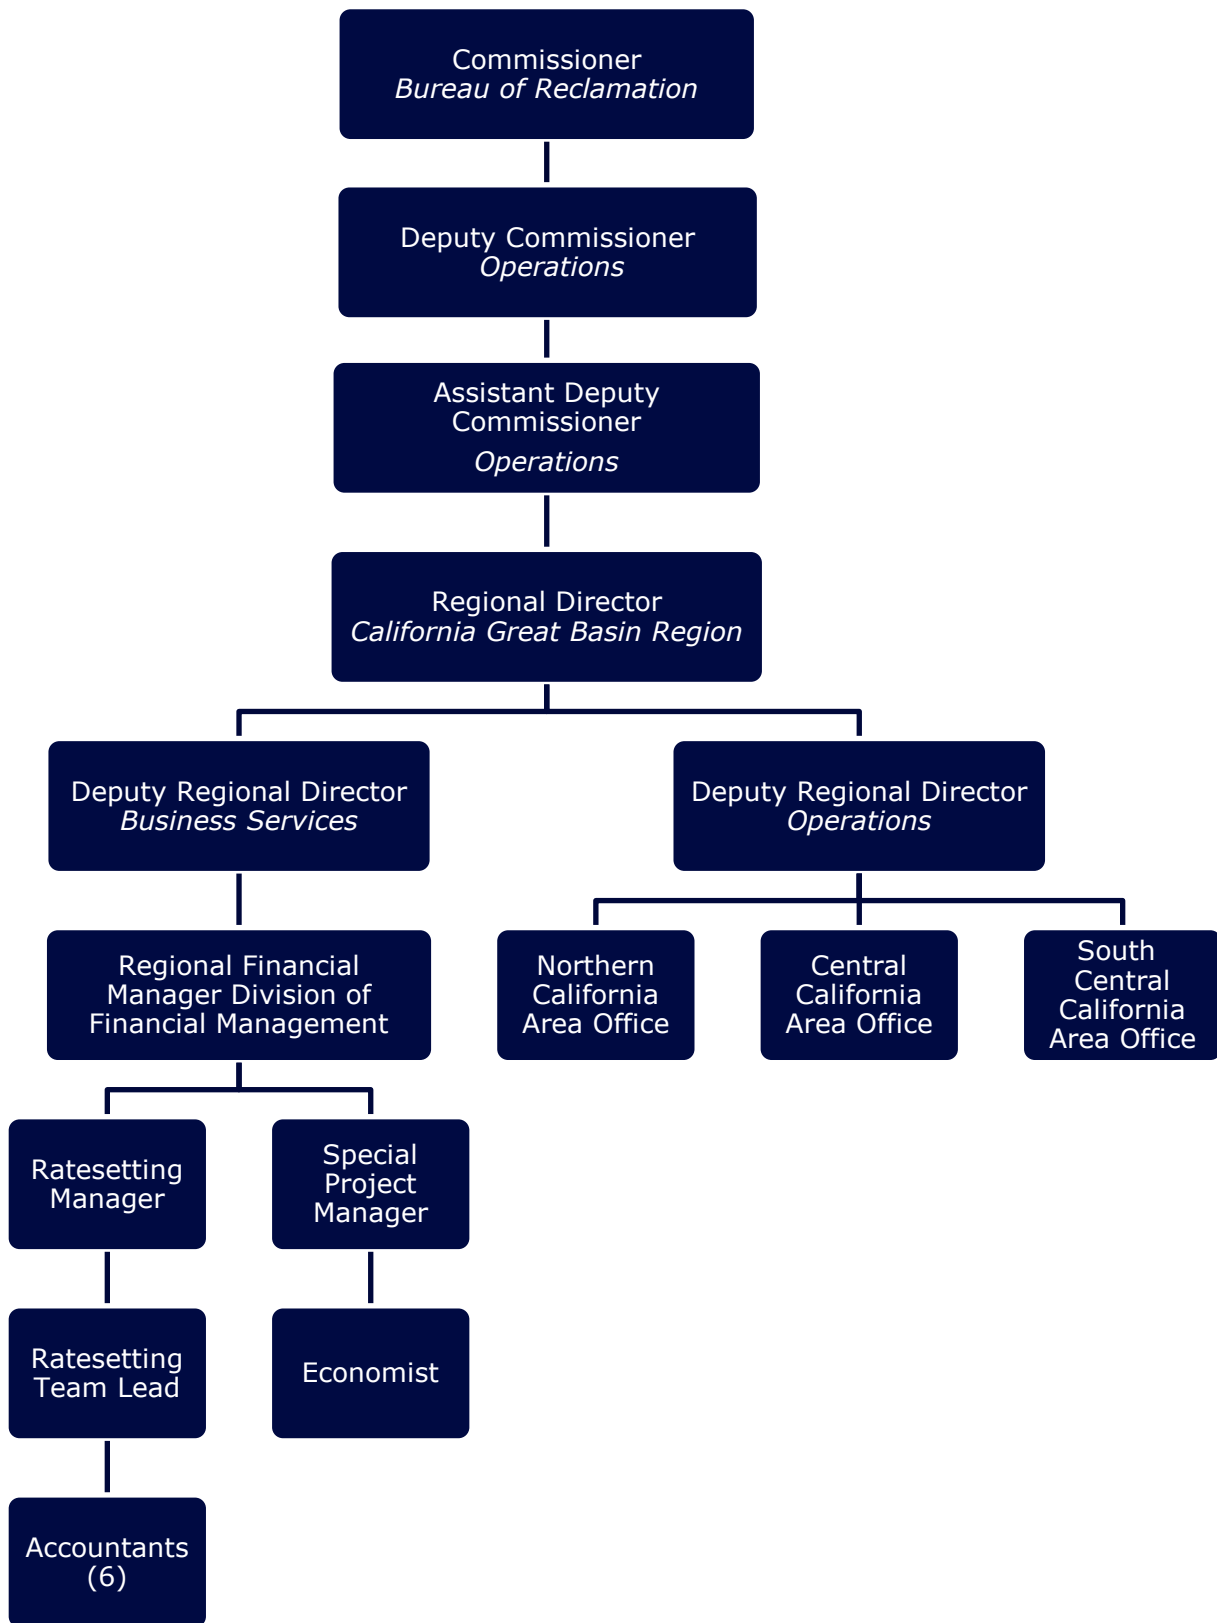 Commissioner
Bureau of Reclamation
Deputy Commissioner
Operations
Assistant Deputy
Commissioner
Operations
Regional Director
California Great Basin Region
Deputy Regional Director
Business Services
Deputy Regional Director
Operations
Regional Financial
Manager Division of
Financial Management
Northern
California
Area Office
Central
California
Area Office
South
Central
California
Area Office
Ratesetting
Manager
Special
Project
Manager
Ratesetting
Team Lead
Economist
Accountants
(6)